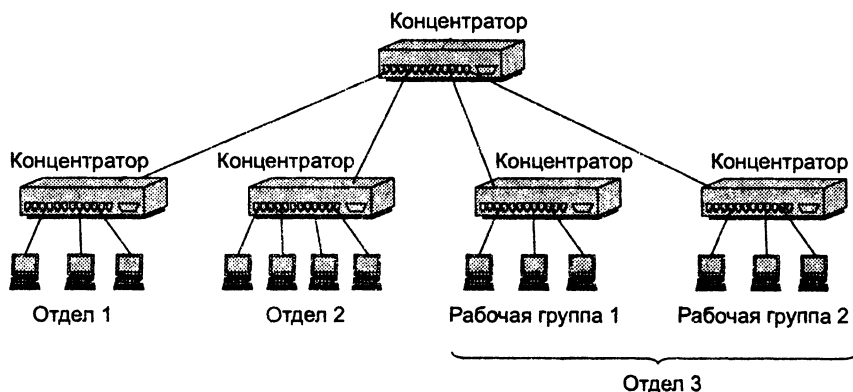 Концентратор
Концентратор
Концентратор
Концентратор
Концентратор
Отдел 1
Отдел 2
Рабочая группа 1
Рабочая группа 2
Отдел 3